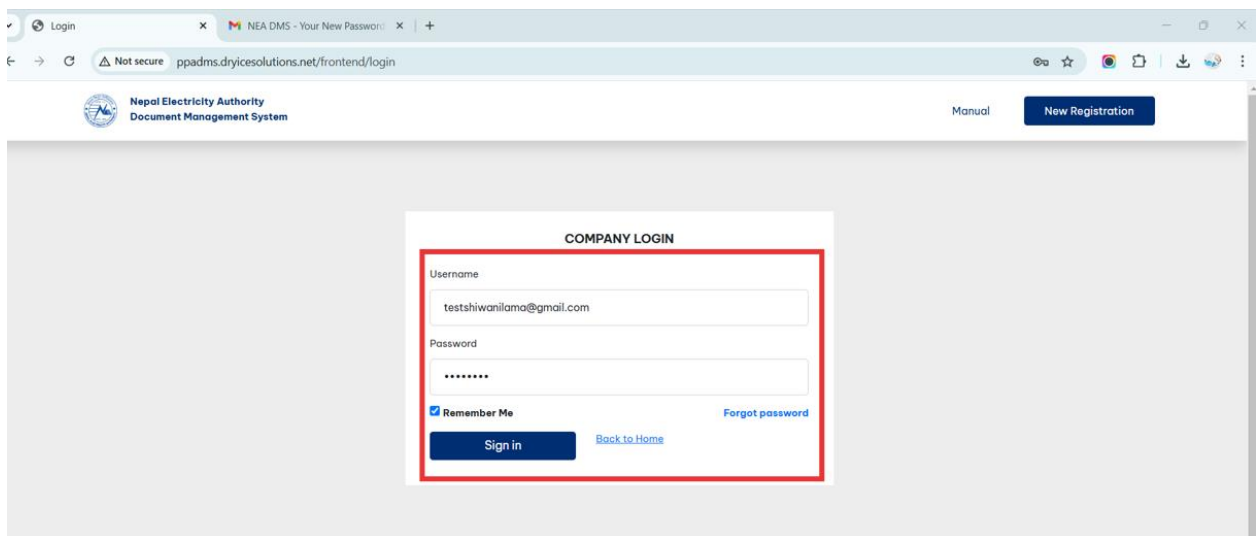 Login
NEA DMS - Your New Password
Not secure
ppadms.dryicesolutions.net/frontend/login
Nepal Electricity Authority
Document Management System
Manual
New Registration
COMPANY LOGIN
Username
testshiwanilama@gmail.com
Password
••••••••
Remember Me
Forgot password
Sign in
Back to Home